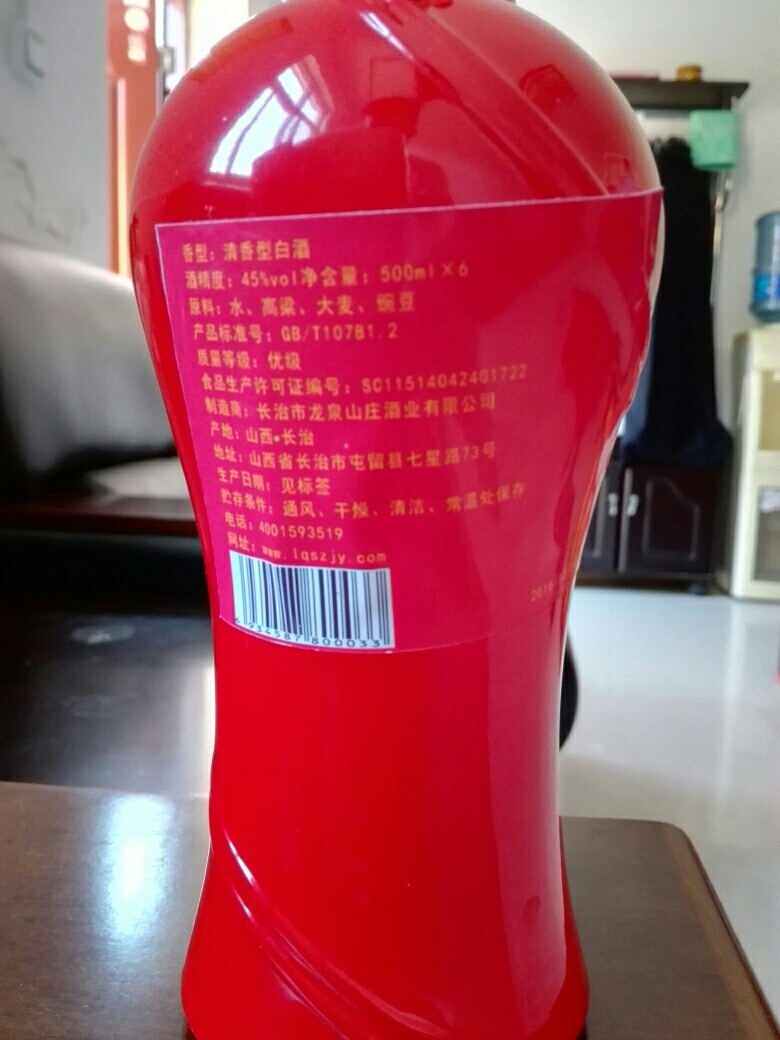 香型：清香型白酒
酒精度：45%vol净含量：500ml×6
原料：水、高粱、大麦、豌豆
产品标准号：GB/T10781.2
质量等级：优级
食品生产许可证编号：SC11514042401722
制造商：长治市龙泉山庄酒业有限公司
产地：山西•长治
地址：山西省长治市屯留县七星路73号
生产日期：见标签
贮存条件：通风、干燥、清洁、常温处保存
电话：4001593519
网址：www.lqszjy.com
6934587800033
2016